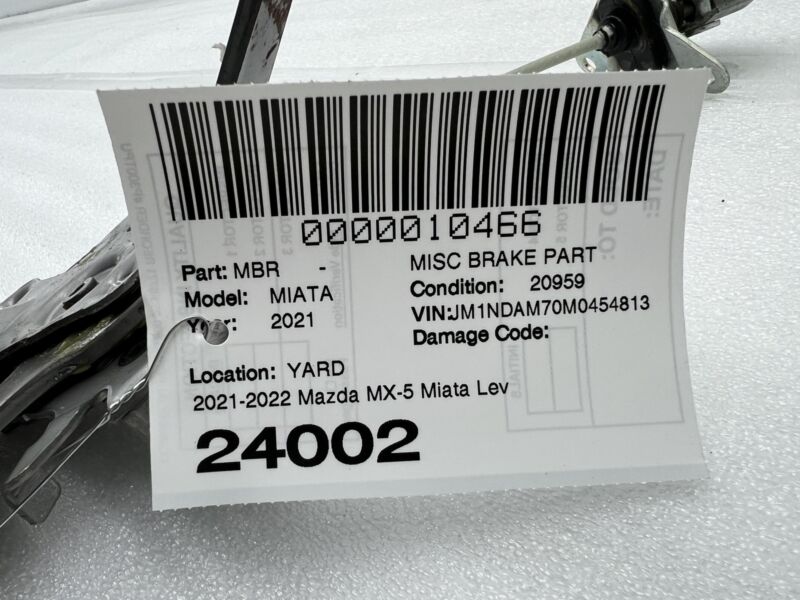 0000010466
Part: MBR - MISC BRAKE PART
Model: MIATA Condition: 20959
Year: 2021 VIN:JM1NDAM70M0454813
Damage Code:
Location: YARD
2021-2022 Mazda MX-5 Miata Lev
24002
DATE: